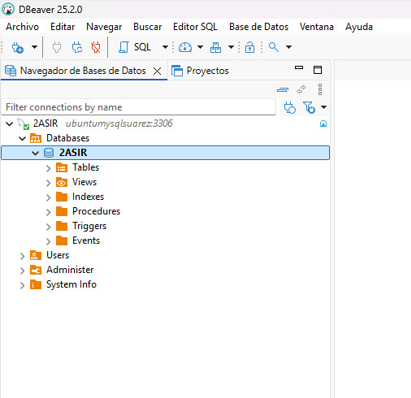 DBeaver 25.2.0
Archivo Editar Navegar Buscar Editor SQL Base de Datos Ventana Ayuda
SQL
Navegador de Bases de Datos Proyectos
Filter connections by name
2ASIR ubuntumysqlsuarez:3306
Databases
2ASIR
Tables
Views
Indexes
Procedures
Triggers
Events
Users
Administer
System Info